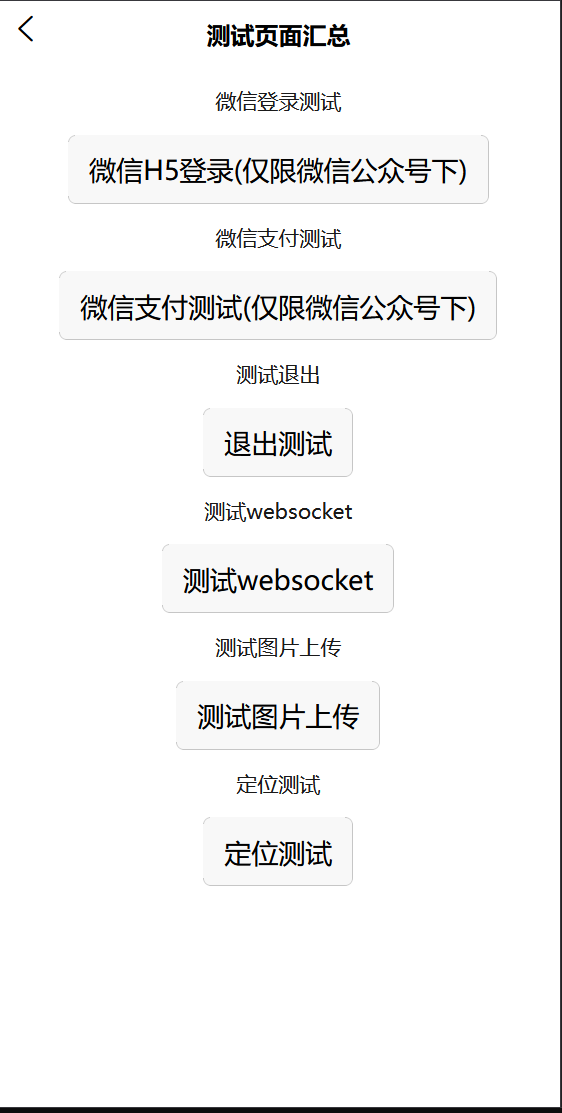 测试页面汇总
微信登录测试
微信H5登录(仅限微信公众号下)
微信支付测试
微信支付测试(仅限微信公众号下)
测试退出
退出测试
测试websocket
测试websocket
测试图片上传
测试图片上传
定位测试
定位测试